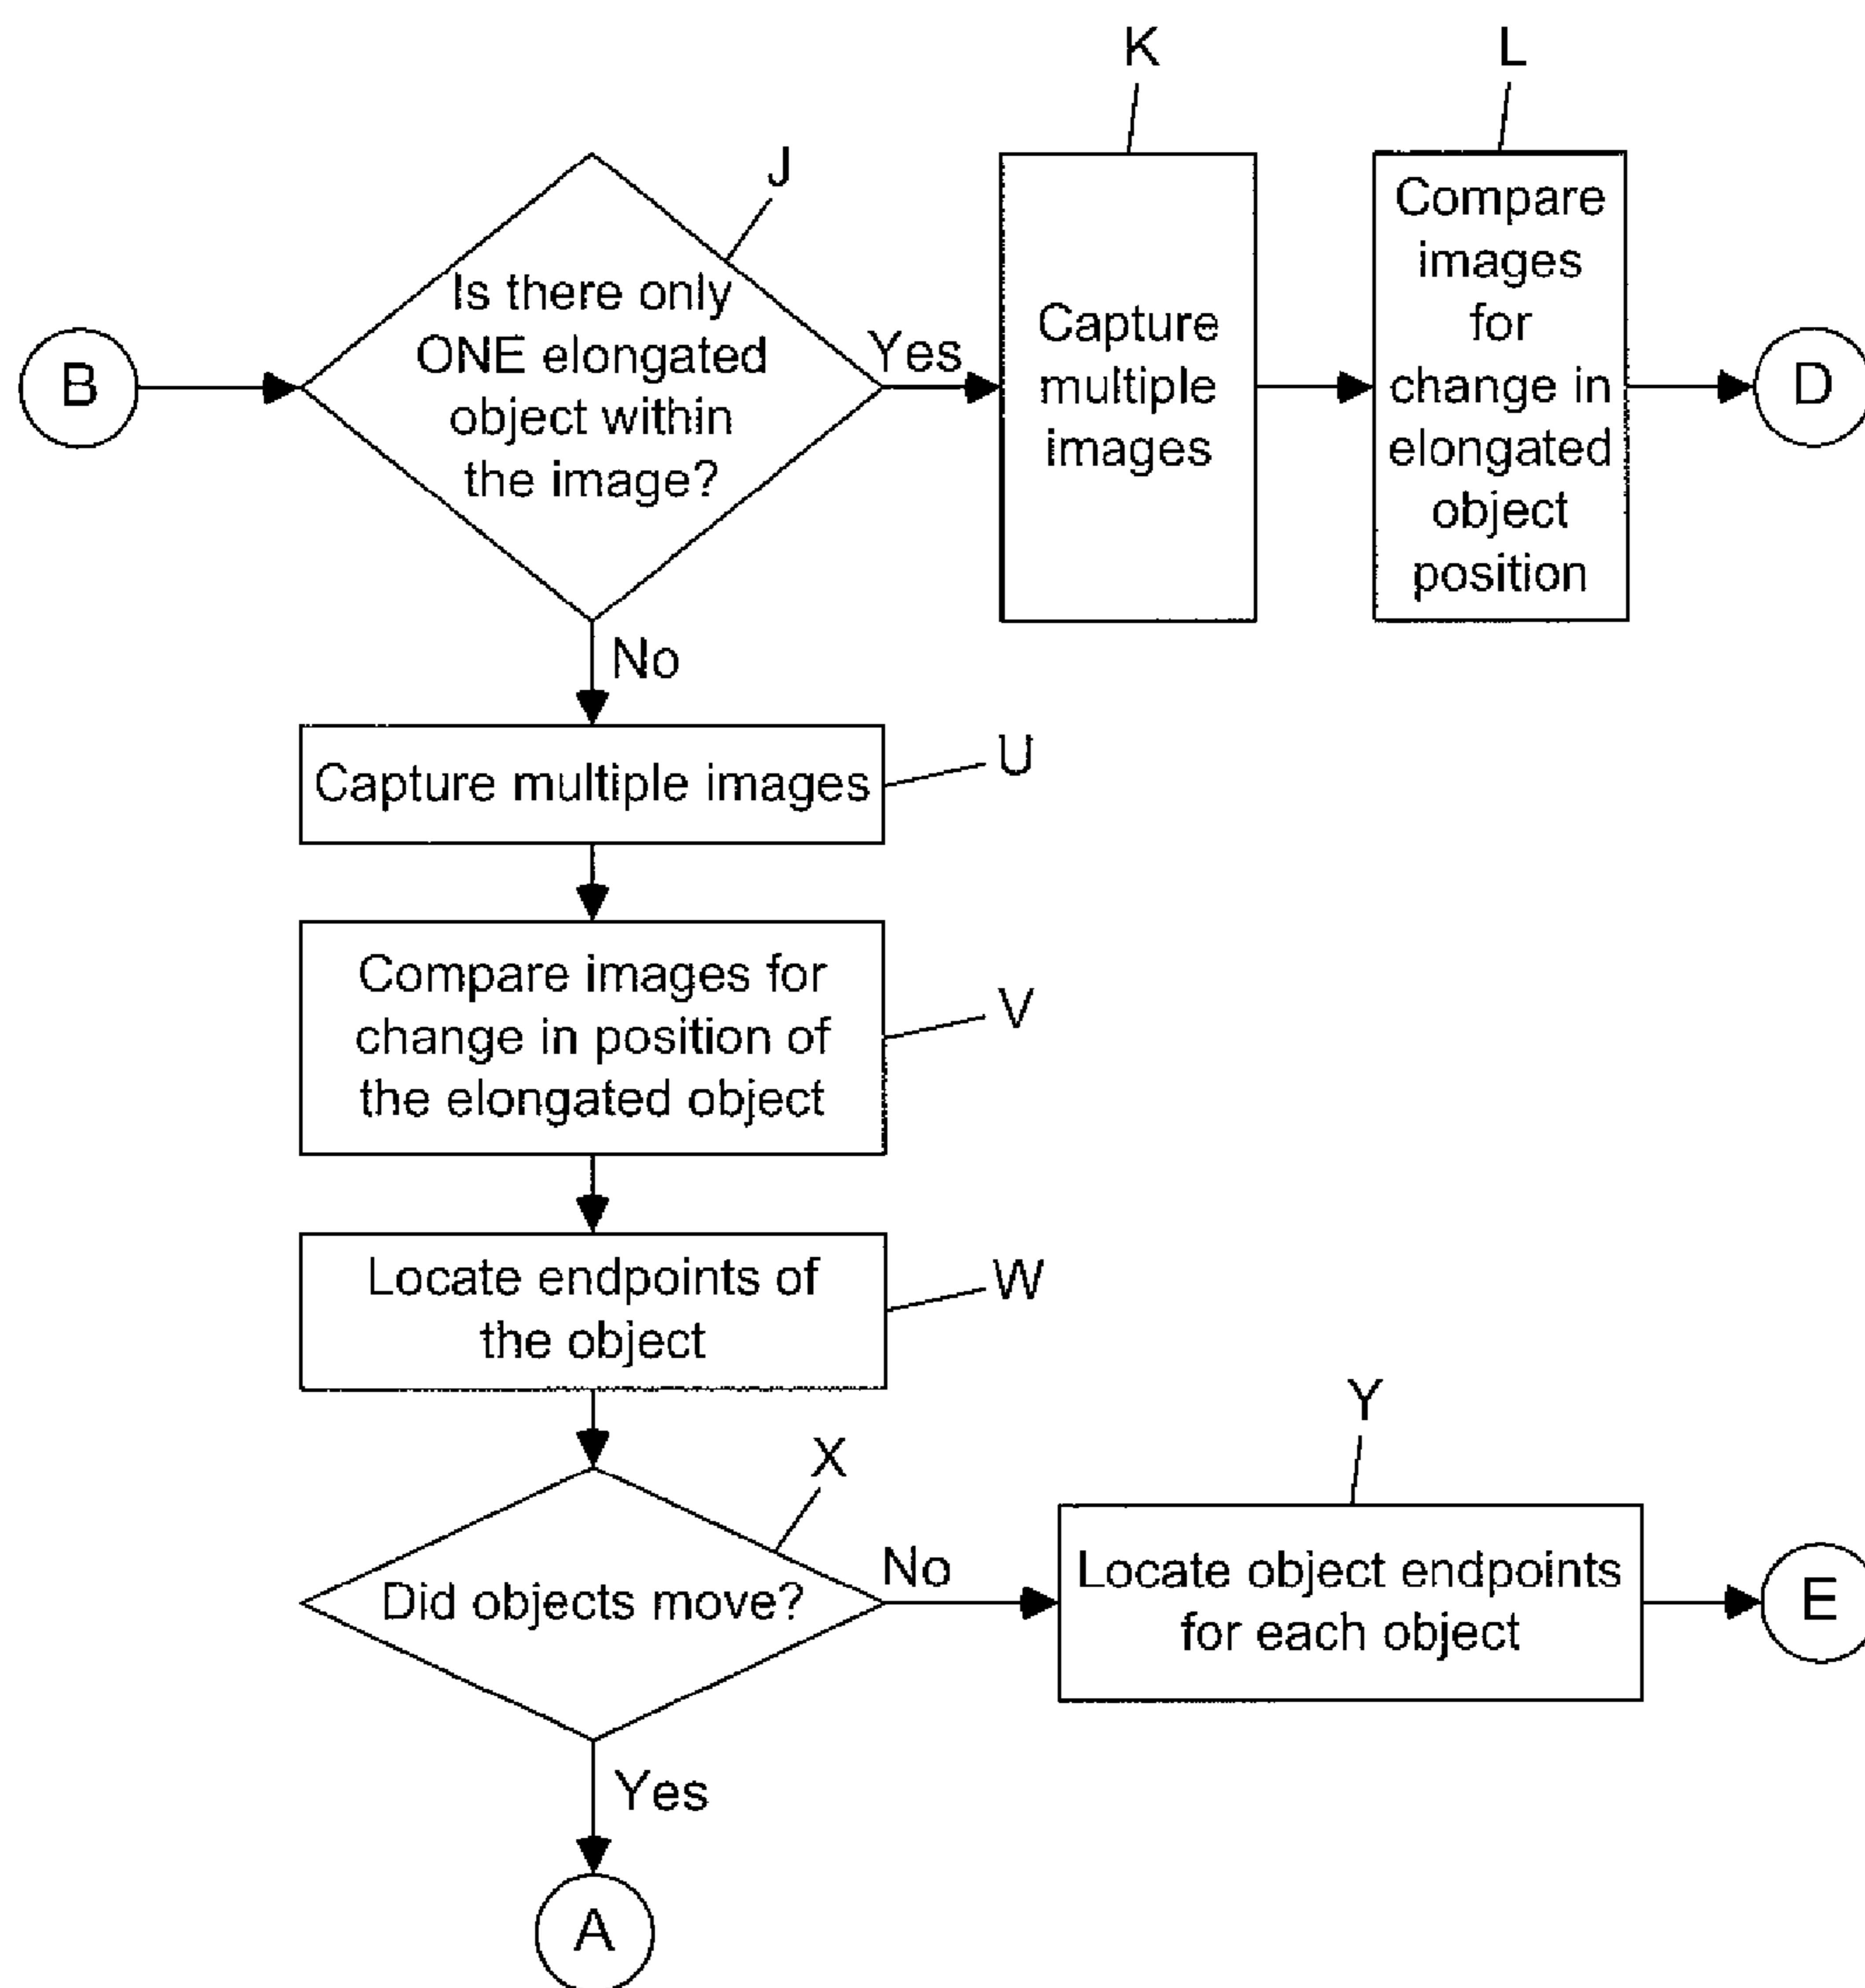 K
L
J
B
Is there only
ONE elongated
object within
the image?
Yes
Capture
multiple
images
Compare
images
for
change in
elongated
object
position
D
No
Capture multiple images
U
Compare images for
change in position of
the elongated object
V
Locate endpoints of
the object
W
X
Did objects move?
No
Y
Locate object endpoints
for each object
E
Yes
A